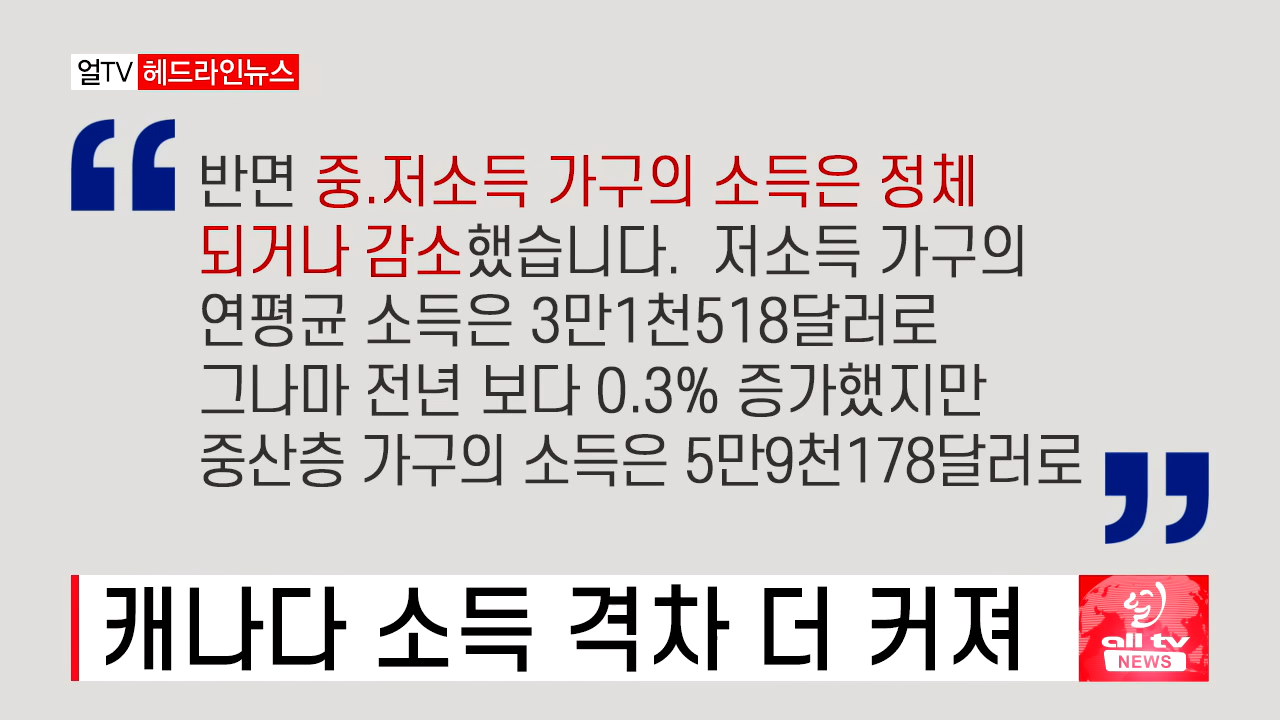 얼TV 헤드라인뉴스
반면 중.저소득 가구의 소득은 정체
되거나 감소했습니다. 저소득 가구의
연평균 소득은 3만1천518달러로
그나마 전년 보다 0.3% 증가했지만
중산층 가구의 소득은 5만9천178달러로
캐나다 소득 격차 더 커져
얼
all tv
NEWS